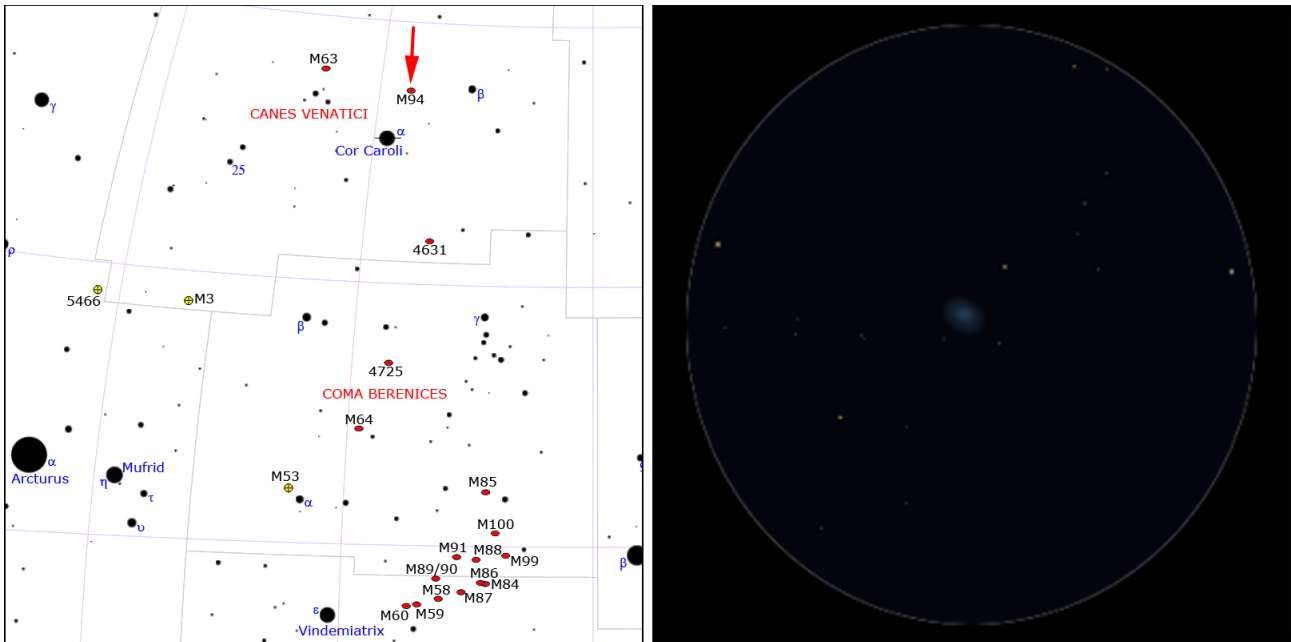 M63
M94
β
γ
CANES VENATICI
α
Cor Caroli
25
4631
ρ
5466
M3
β
γ
4725
COMA BERENICES
M64
α
Arcturus
Mufrid
η
τ
υ
M53
α
M85
M100
M91
M88
M99
M89/90
M86
M84
β
M58
M87
M60
M59
ε
Vindemiatrix